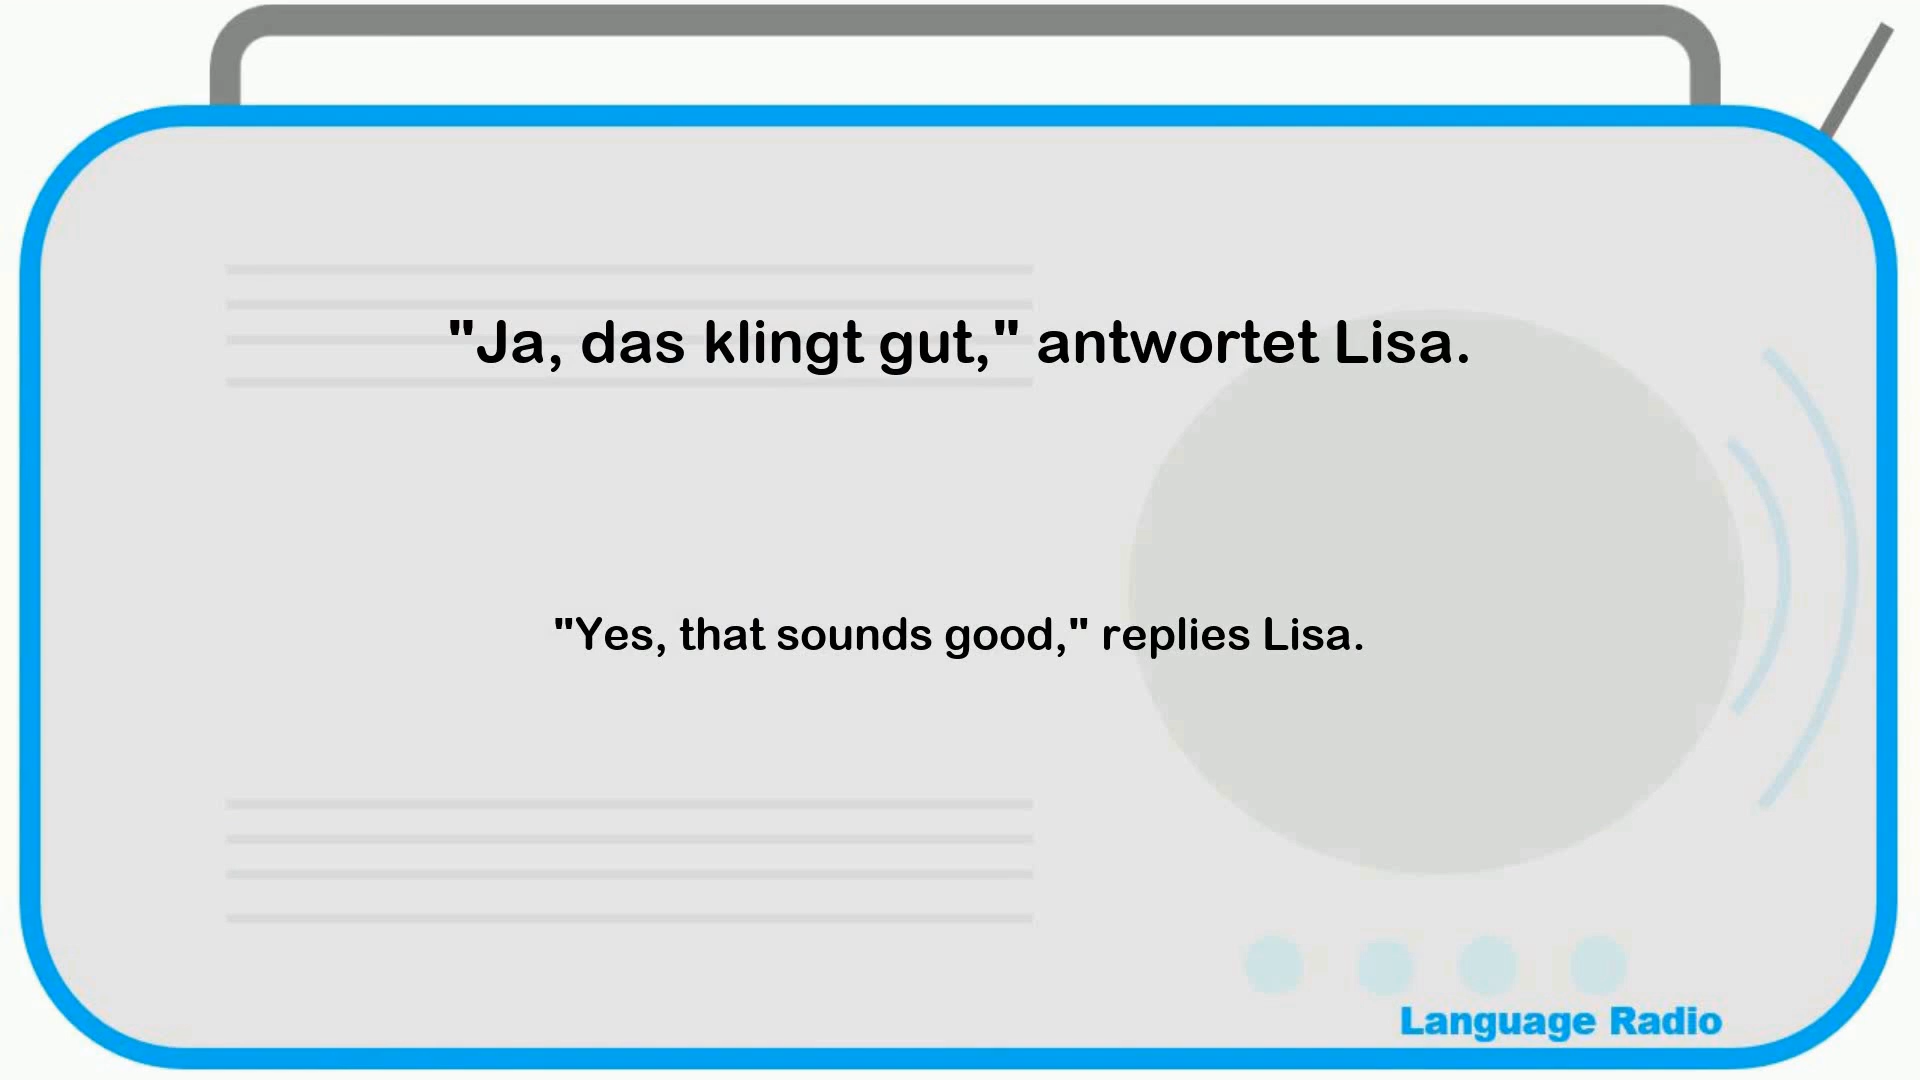 "Ja, das klingt gut," antwortet Lisa.
"Yes, that sounds good," replies Lisa.
Language Radio